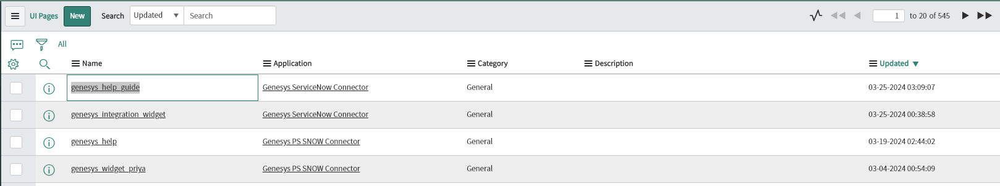 UI Pages New Search Updated Search 1 to 20 of 545
All
Name Application Category Description Updated
genesys_help_guide Genesys ServiceNow Connector General 03-25-2024 03:09:07
genesys_integration_widget Genesys ServiceNow Connector General 03-25-2024 00:38:58
genesys_help Genesys PS SNOW Connector General 03-19-2024 02:44:02
genesys_widget_priya Genesys PS SNOW Connector General 03-04-2024 00:54:09